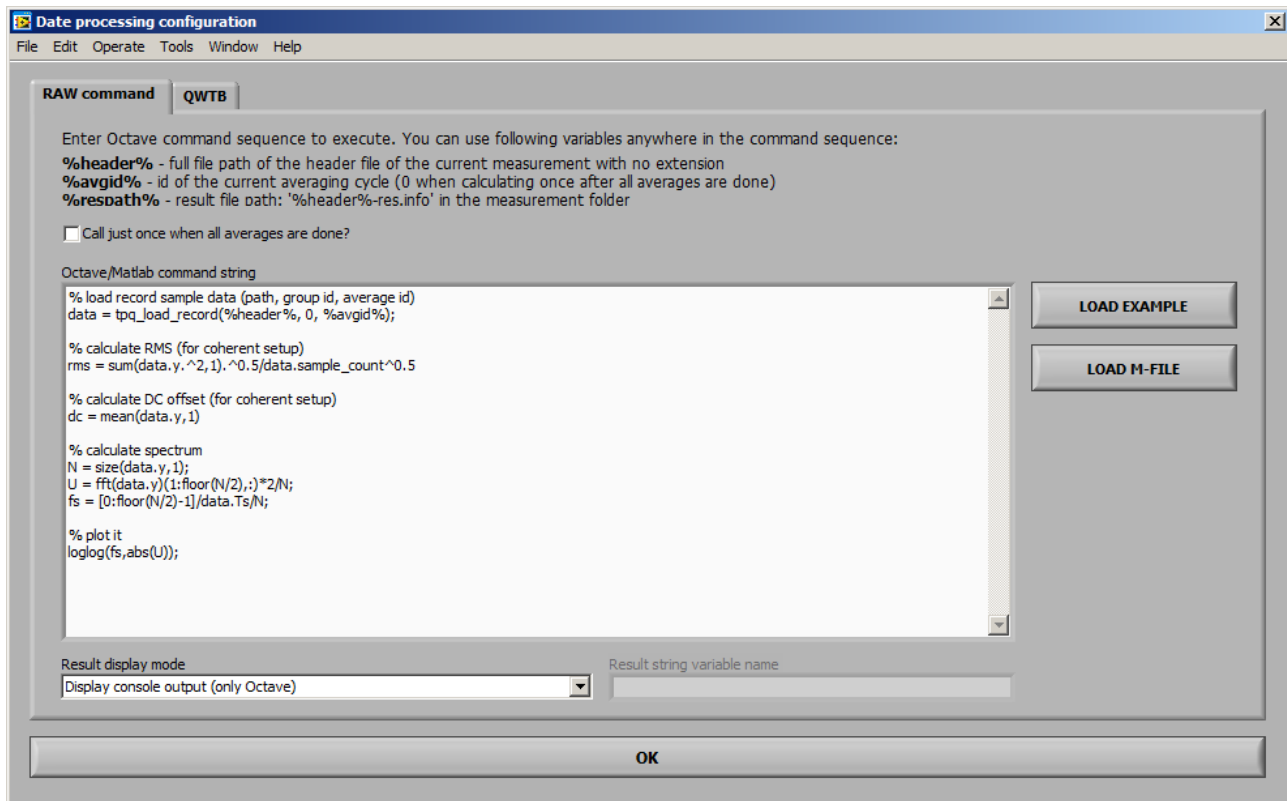 Date processing configuration
File Edit Operate Tools Window Help
RAW command QWTB
Enter Octave command sequence to execute. You can use following variables anywhere in the command sequence:
%header% - full file path of the header file of the current measurement with no extension
%avgid% - id of the current averaging cycle (0 when calculating once after all averages are done)
%respath% - result file path: '%header%-res.info' in the measurement folder
Call just once when all averages are done?
Octave/Matlab command string
% load record sample data (path, group id, average id)
data = tpq_load_record(%header%, 0, %avgid%);
% calculate RMS (for coherent setup)
rms = sum(data.y.^2,1).^0.5/data.sample_count^0.5
% calculate DC offset (for coherent setup)
dc = mean(data.y,1)
% calculate spectrum
N = size(data.y,1);
U = fft(data.y)(1:floor(N/2),:)*2/N;
fs = [0:floor(N/2)-1]/data.Ts/N;
% plot it
loglog(fs,abs(U));
LOAD EXAMPLE
LOAD M-FILE
Result display mode
Display console output (only Octave)
Result string variable name
OK